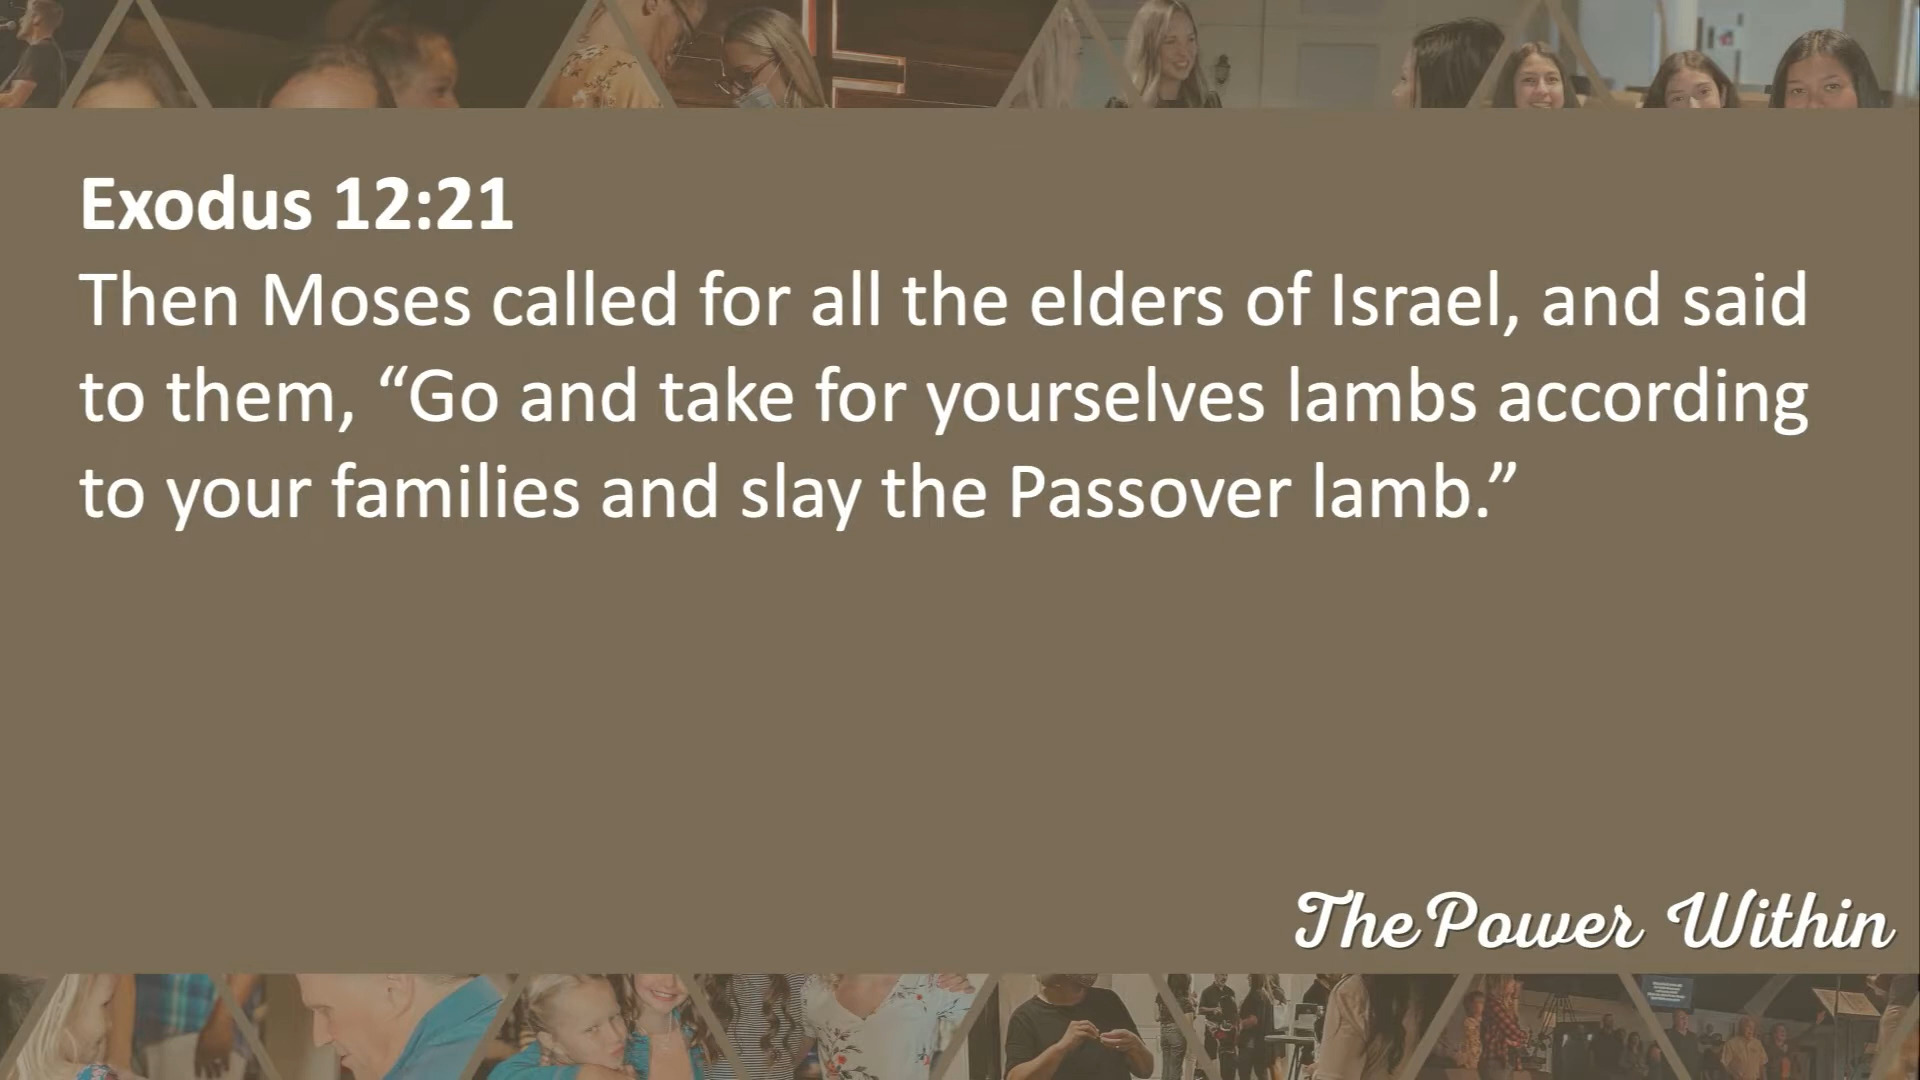 Exodus 12:21
Then Moses called for all the elders of Israel, and said
to them, “Go and take for yourselves lambs according
to your families and slay the Passover lamb.”
The Power Within